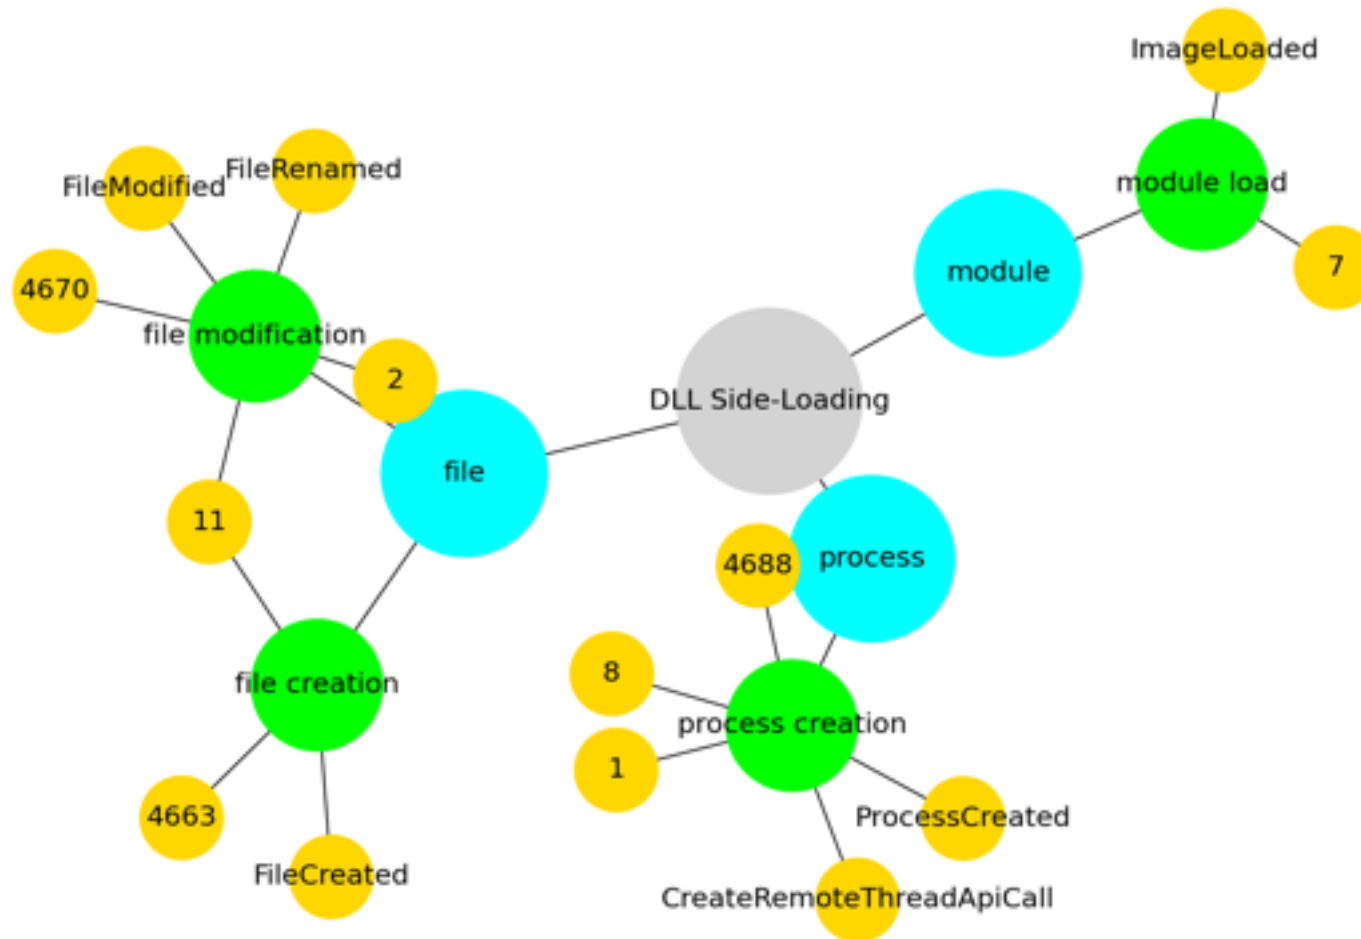 ImageLoaded
FileRenamed
FileModified
module load
7
module
4670
file modification
2
DLL Side-Loading
file
11
process
4688
8
file creation
process creation
1
4663
ProcessCreated
FileCreated
CreateRemoteThreadApiCall